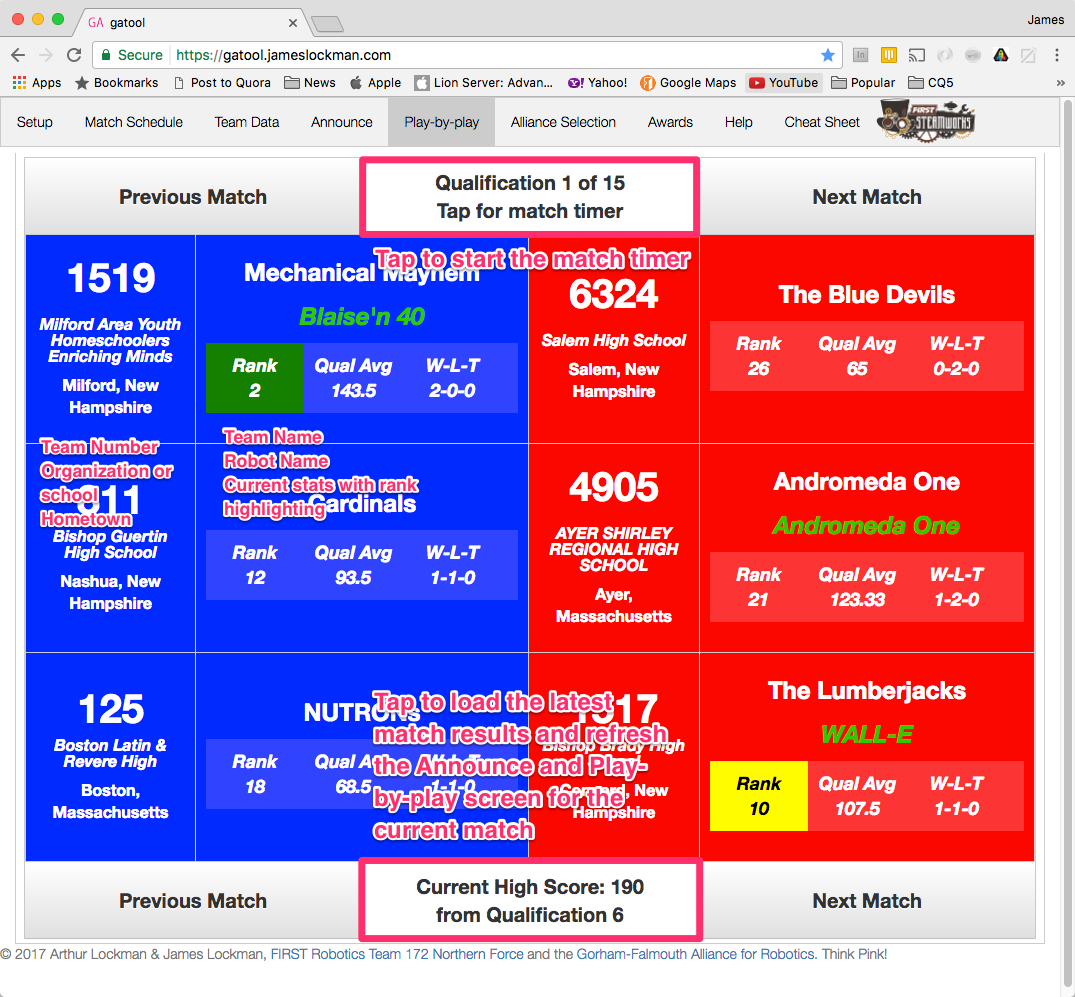 GA gatool
James
Secure https://gatool.jameslockman.com
Apps Bookmarks Post to Quora News Apple Lion Server: Advan... Yahoo! Google Maps YouTube Popular CQ5 »
Setup Match Schedule Team Data Announce Play-by-play Alliance Selection Awards Help Cheat Sheet FIRST STEAMWORKS
Previous Match
Qualification 1 of 15
Tap for match timer
Next Match
Tap to start the match timer
1519
Milford Area Youth
Homeschoolers
Enriching Minds
Milford, New
Hampshire
Mechanical Mayhem
Blaise'n 40
Rank Qual Avg W-L-T
2 143.5 2-0-0
6324
Salem High School
Salem, New
Hampshire
The Blue Devils
Rank Qual Avg W-L-T
26 65 0-2-0
Team Number
Organization or
school
Hometown
Team Name
Robot Name
Current stats with rank
highlighting
811
Bishop Guertin
High School
Nashua, New
Hampshire
Cardinals
Rank Qual Avg W-L-T
12 93.5 1-1-0
4905
AYER SHIRLEY
REGIONAL HIGH
SCHOOL
Ayer,
Massachusetts
Andromeda One
Andromeda One
Rank Qual Avg W-L-T
21 123.33 1-2-0
125
Boston Latin &
Revere High
Boston,
Massachusetts
NUTRONs
Rank Qual Avg W-L-T
18 68.5 1-1-0
Tap to load the latest
match results and refresh
the Announce and Play-
by-play screen for the
current match
1517
Bishop Brady High
Concord, New
Hampshire
The Lumberjacks
WALL-E
Rank Qual Avg W-L-T
10 107.5 1-1-0
Previous Match
Current High Score: 190
from Qualification 6
Next Match
© 2017 Arthur Lockman & James Lockman, FIRST Robotics Team 172 Northern Force and the Gorham-Falmouth Alliance for Robotics. Think Pink!